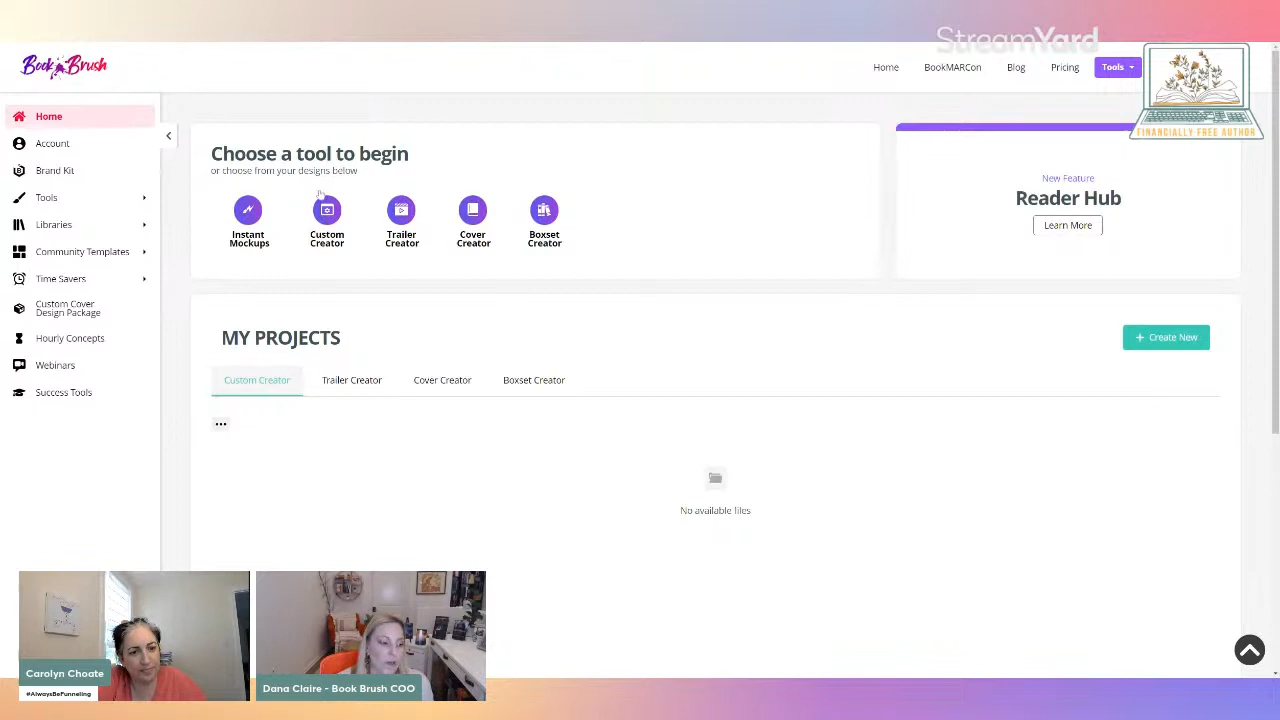 StreamYard
Book Brush
Home
BookMARCon
Blog
Pricing
Tools
FINANCIALLY FREE AUTHOR
Home
Account
Brand Kit
Tools
Libraries
Community Templates
Time Savers
Custom Cover
Design Package
Hourly Concepts
Webinars
Success Tools
Choose a tool to begin
or choose from your designs below
Instant
Mockups
Custom
Creator
Trailer
Creator
Cover
Creator
Boxset
Creator
New Feature
Reader Hub
Learn More
MY PROJECTS
+ Create New
Custom Creator
Trailer Creator
Cover Creator
Boxset Creator
No available files
Carolyn Choate
#AlwaysBeFunneling
Dana Claire - Book Brush COO